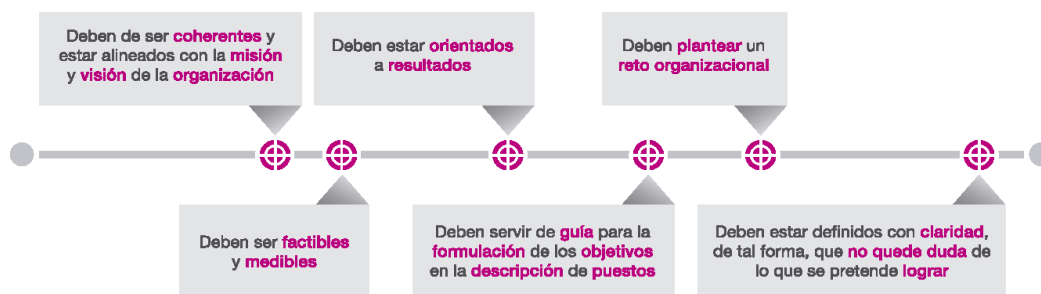 Deben de ser coherentes y
estar alineados con la misión
y visión de la organización
Deben ser factibles
y medibles
Deben estar orientados
a resultados
Deben servir de guía para la
formulación de los objetivos
en la descripción de puestos
Deben plantear un
reto organizacional
Deben estar definidos con claridad,
de tal forma, que no quede duda de
lo que se pretende lograr